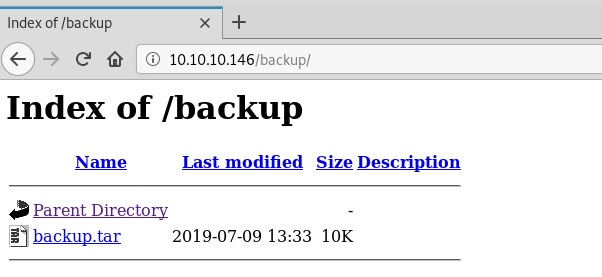 Index of /backup
10.10.10.146/backup/
Index of /backup
Name Last modified Size Description
Parent Directory -
backup.tar 2019-07-09 13:33 10K